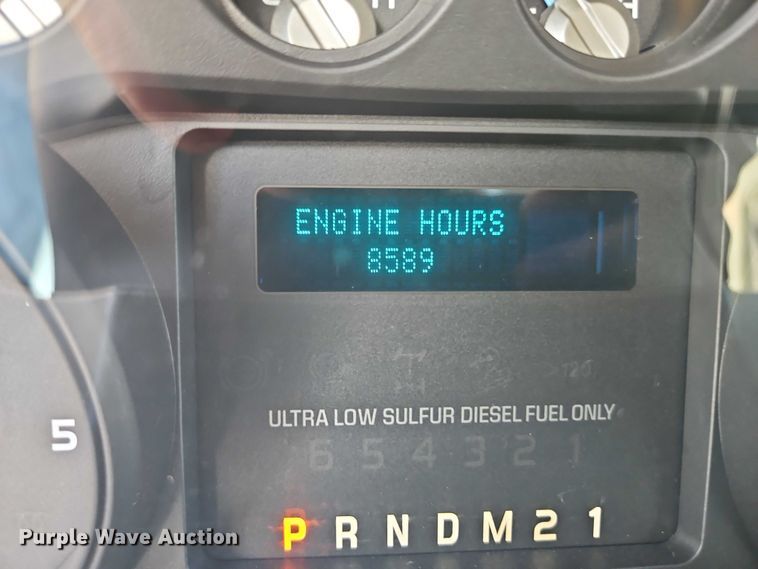 H
H
ENGINE HOURS
8589
120
ULTRA LOW SULFUR DIESEL FUEL ONLY
5
6 5 4 3 2 1
P R N D M 2 1
Purple Wave Auction